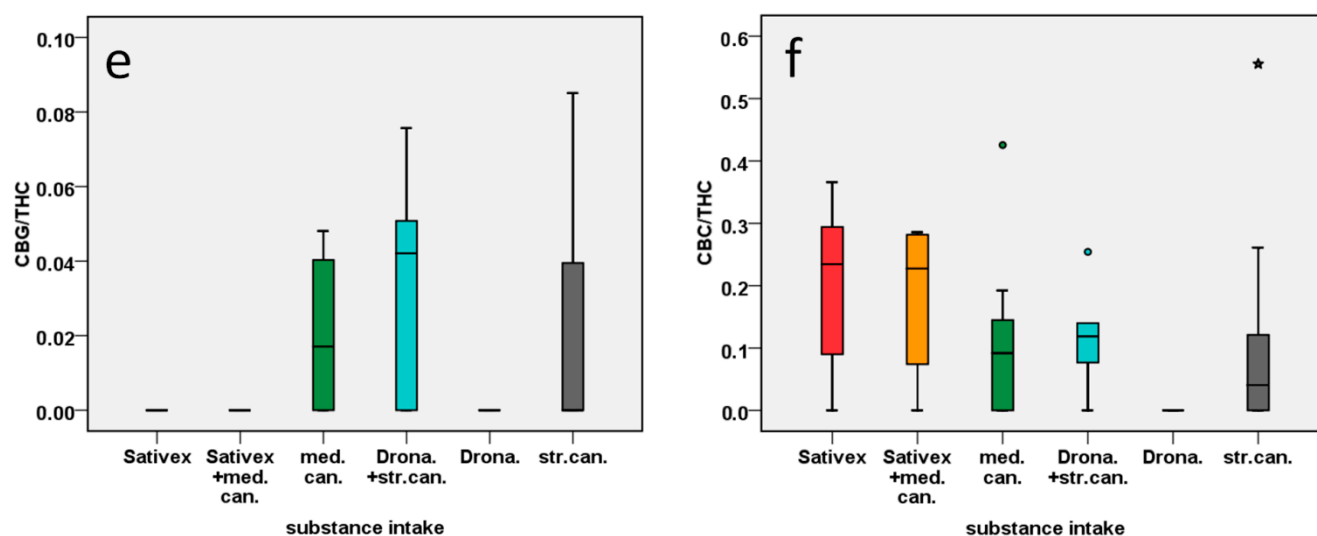 e
CBG/THC
0.10
0.08
0.06
0.04
0.02
0.00
Sativex
Sativex
+med.
can.
med.
can.
Drona.
+str.can.
Drona.
str.can.
substance intake
f
CBC/THC
0.6
0.5
0.4
0.3
0.2
0.1
0.0
Sativex
Sativex
+med.
can.
med.
can.
Drona.
+str.can.
Drona.
str.can.
substance intake